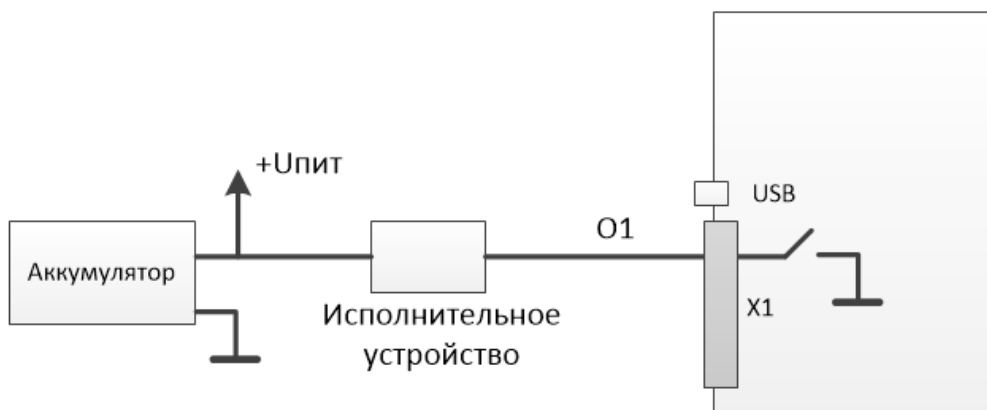 +Uпит
USB
O1
Аккумулятор
X1
Исполнительное
устройство